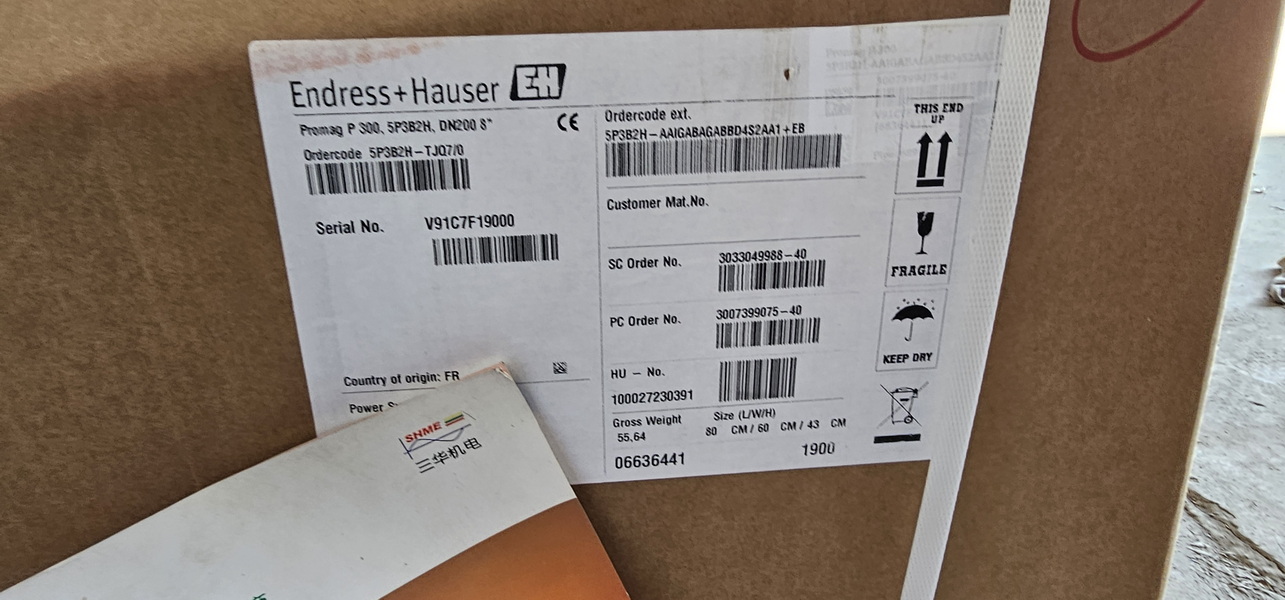 Endress+Hauser EH
Promag P 300, 5P3B2H, DN200 8"
CE
Ordercode 5P3B2H-TJQ7/0
Serial No. V91C7F19000
Country of origin: FR
Power
Ordercode ext.
5P3B2H-AAIGABAGABBD4S2AA1+EB
Customer Mat.No.
SC Order No. 3033049988-40
PC Order No. 3007399075-40
HU - No.
100027230391
Gross Weight
55,64
Size (L/W/H)
80 CM / 60 CM / 43 CM
06636441
1900
THIS END
UP
FRAGILE
KEEP DRY
SHME
三华机电